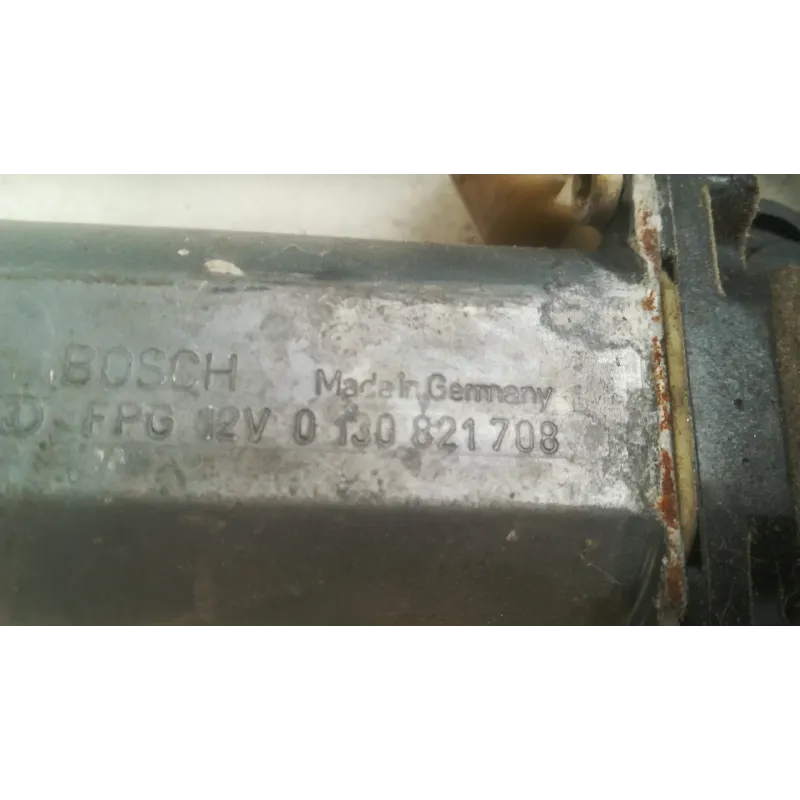 BOSCH Made in Germany
FPG 12V 0 130 821 708